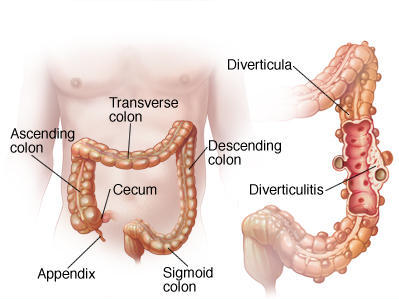 Diverticula
Transverse
colon
Ascending
colon
Descending
colon
Cecum
Diverticulitis
Appendix
Sigmoid
colon